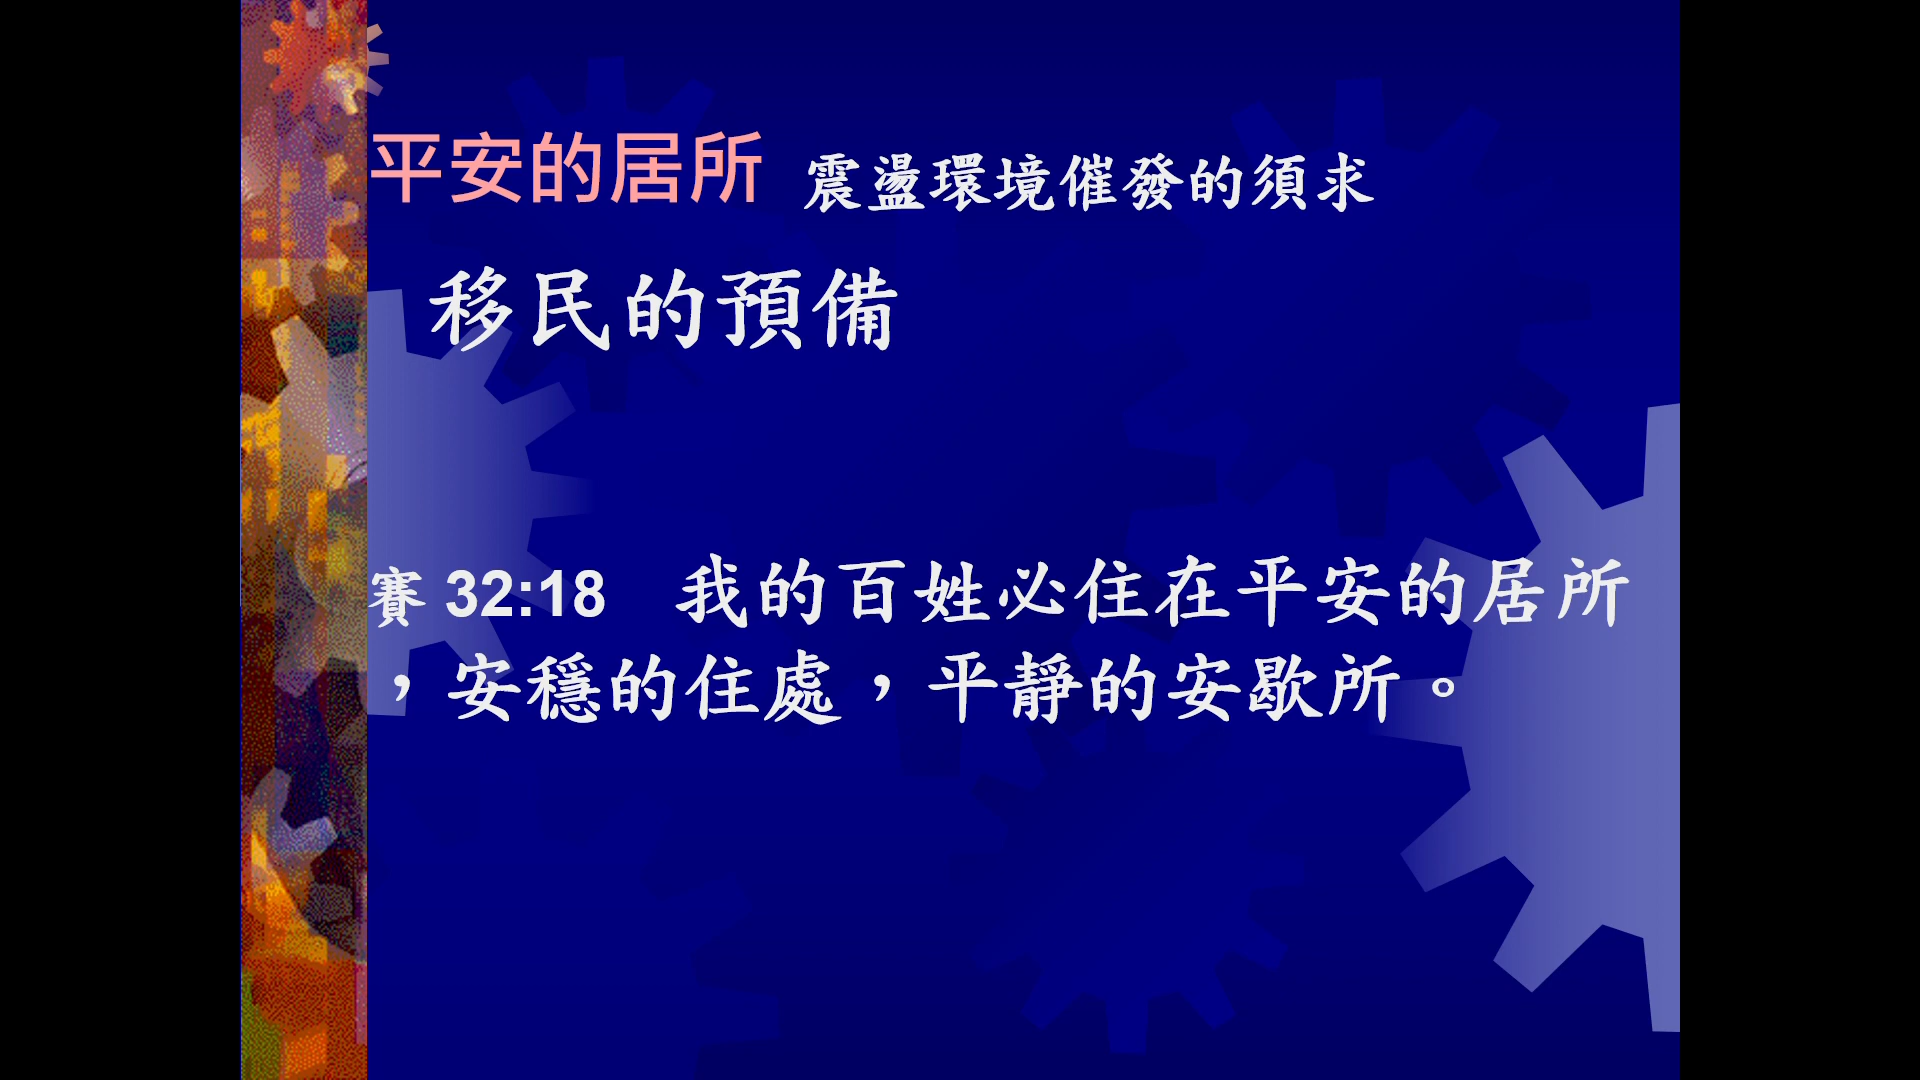 平安的居所 震盪環境催發的須求
移民的預備
賽 32:18 我的百姓必住在平安的居所
，安穩的住處，平靜的安歇所。